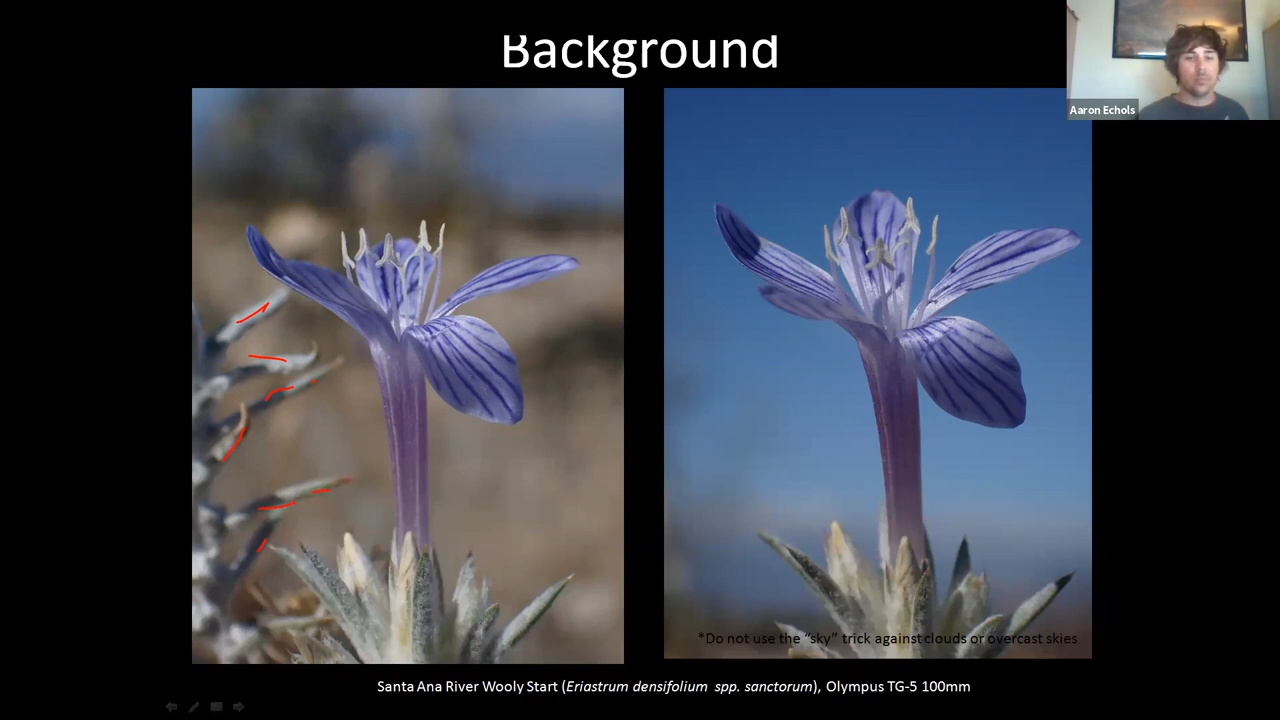 Background
Aaron Echols
*Do not use the “sky” trick against clouds or overcast skies
Santa Ana River Wooly Start (Eriastrum densifolium spp. sanctorum), Olympus TG-5 100mm